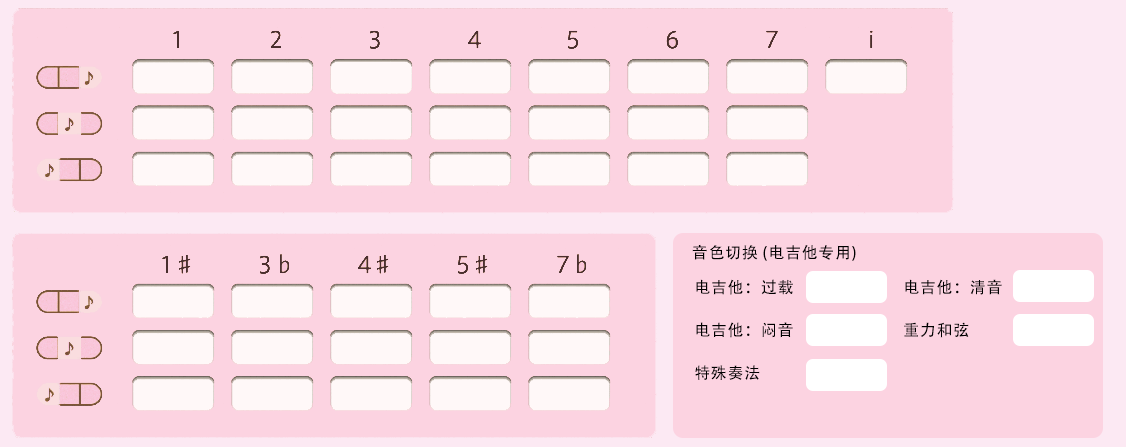 1 2 3 4 5 6 7 i
1♯ 3b 4♯ 5♯ 7b
音色切换 (电吉他专用)
电吉他：过载 电吉他：清音
电吉他：闷音 重力和弦
特殊奏法